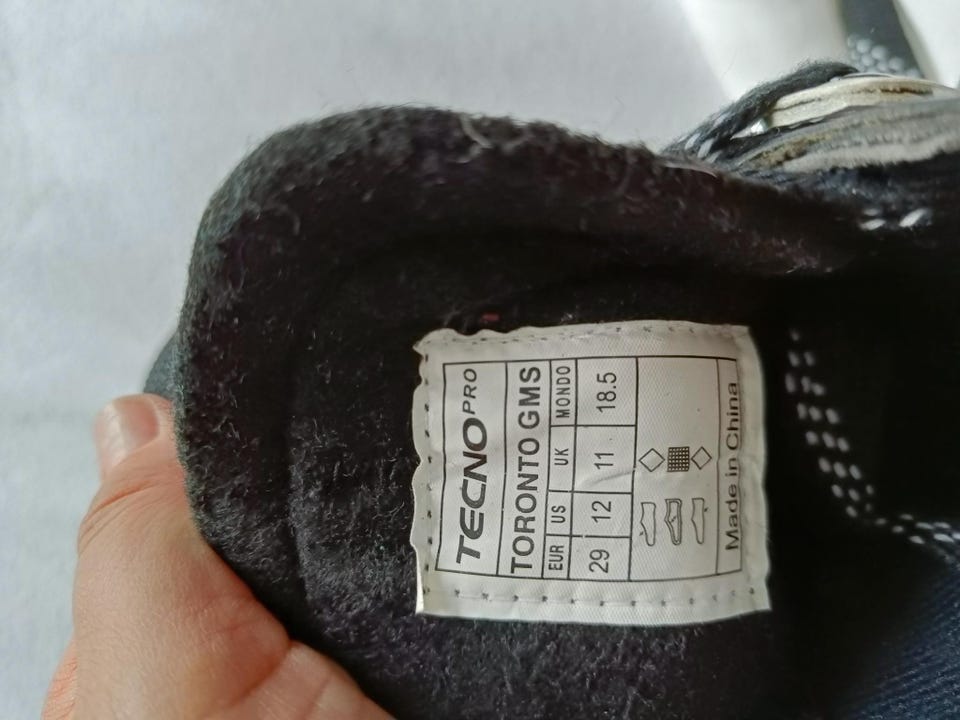 TECNO PRO
TORONTO GMS
EUR US UK MONDO
29 12 11 18.5
Made in China